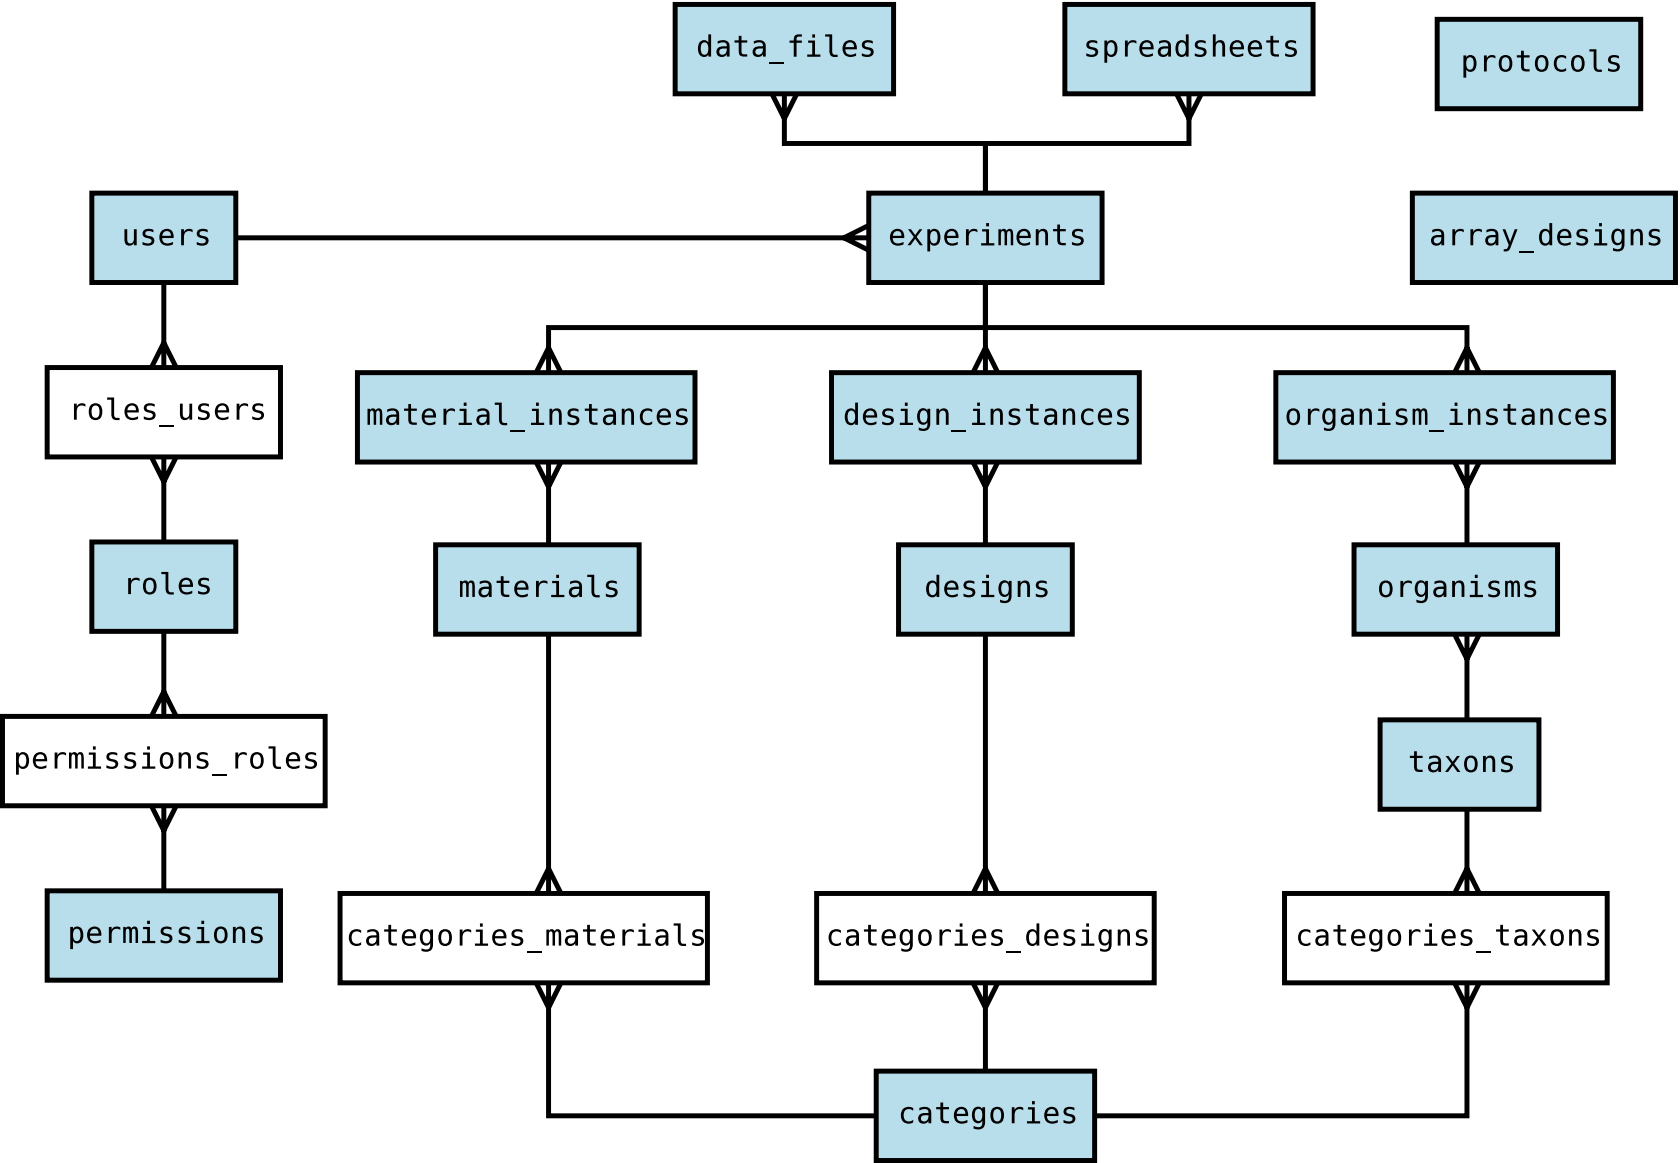 data_files
spreadsheets
protocols
users
experiments
array_designs
roles_users
material_instances
design_instances
organism_instances
roles
materials
designs
organisms
permissions_roles
taxons
permissions
categories_materials
categories_designs
categories_taxons
categories